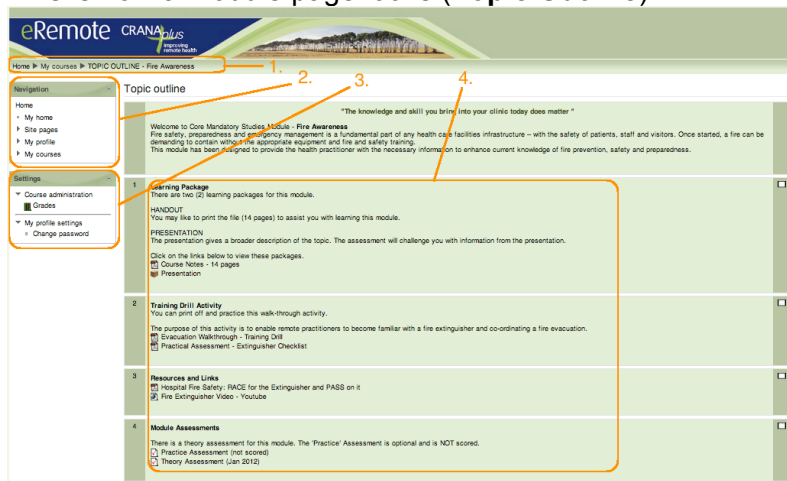 eRemote CRANAplus
improving
remote health
Home ▶ My courses ▶ TOPIC OUTLINE - Fire Awareness
1.
2.
3.
4.
Navigation
Home
My home
Site pages
My profile
My courses
Settings
Course administration
Grades
My profile settings
Change password
Topic outline
"The knowledge and skill you bring into your clinic today does matter "
Welcome to Core Mandatory Studies Module - Fire Awareness
Fire safety, preparedness and emergency management is a fundamental part of any health care facilities infrastructure – with the safety of patients, staff and visitors. Once started, a fire can be
demanding to contain without the appropriate equipment and fire and safety training.
This module has been designed to provide the health practitioner with the necessary information to enhance current knowledge of fire prevention, safety and preparedness.
1
Learning Package
There are two (2) learning packages for this module.
HANDOUT
You may like to print the file (14 pages) to assist you with learning this module.
PRESENTATION
The presentation gives a broader description of the topic. The assessment will challenge you with information from the presentation.
Click on the links below to view these packages.
Course Notes - 14 pages
Presentation
2
Training Drill Activity
You can print off and practice this walk-through activity.
The purpose of this activity is to enable remote practitioners to become familiar with a fire extinguisher and co-ordinating a fire evacuation.
Evacuation Walkthrough - Training Drill
Practical Assessment - Extinguisher Checklist
3
Resources and Links
Hospital Fire Safety: RACE for the Extinguisher and PASS on it
Fire Extinguisher Video - Youtube
4
Module Assessments
There is a theory assessment for this module. The 'Practice' Assessment is optional and is NOT scored.
Practice Assessment (not scored)
Theory Assessment (Jan 2012)